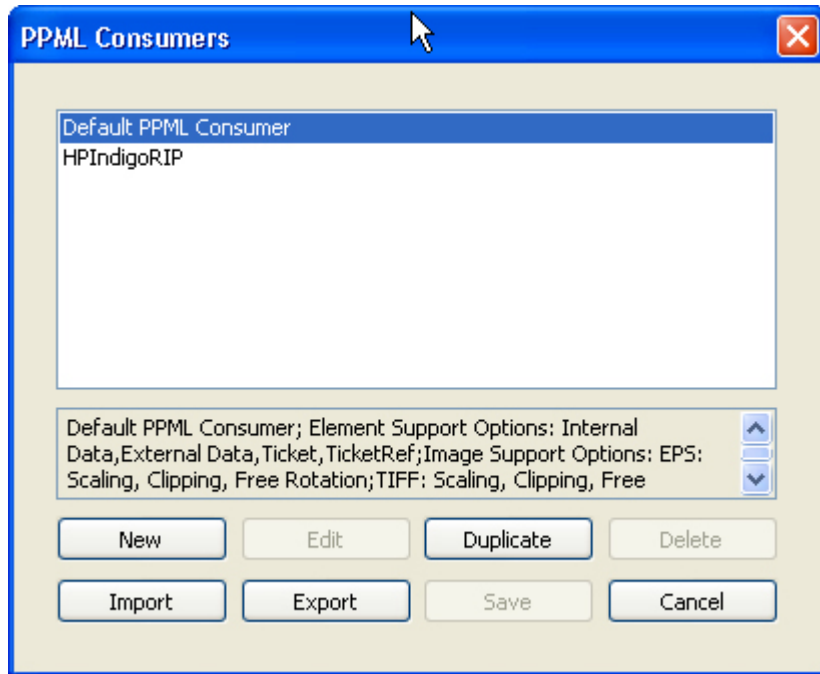 PPML Consumers
Default PPML Consumer
HPIndigoRIP
Default PPML Consumer; Element Support Options: Internal
Data,External Data,Ticket,TicketRef;Image Support Options: EPS:
Scaling, Clipping, Free Rotation;TIFF: Scaling, Clipping, Free
New Edit Duplicate Delete
Import Export Save Cancel